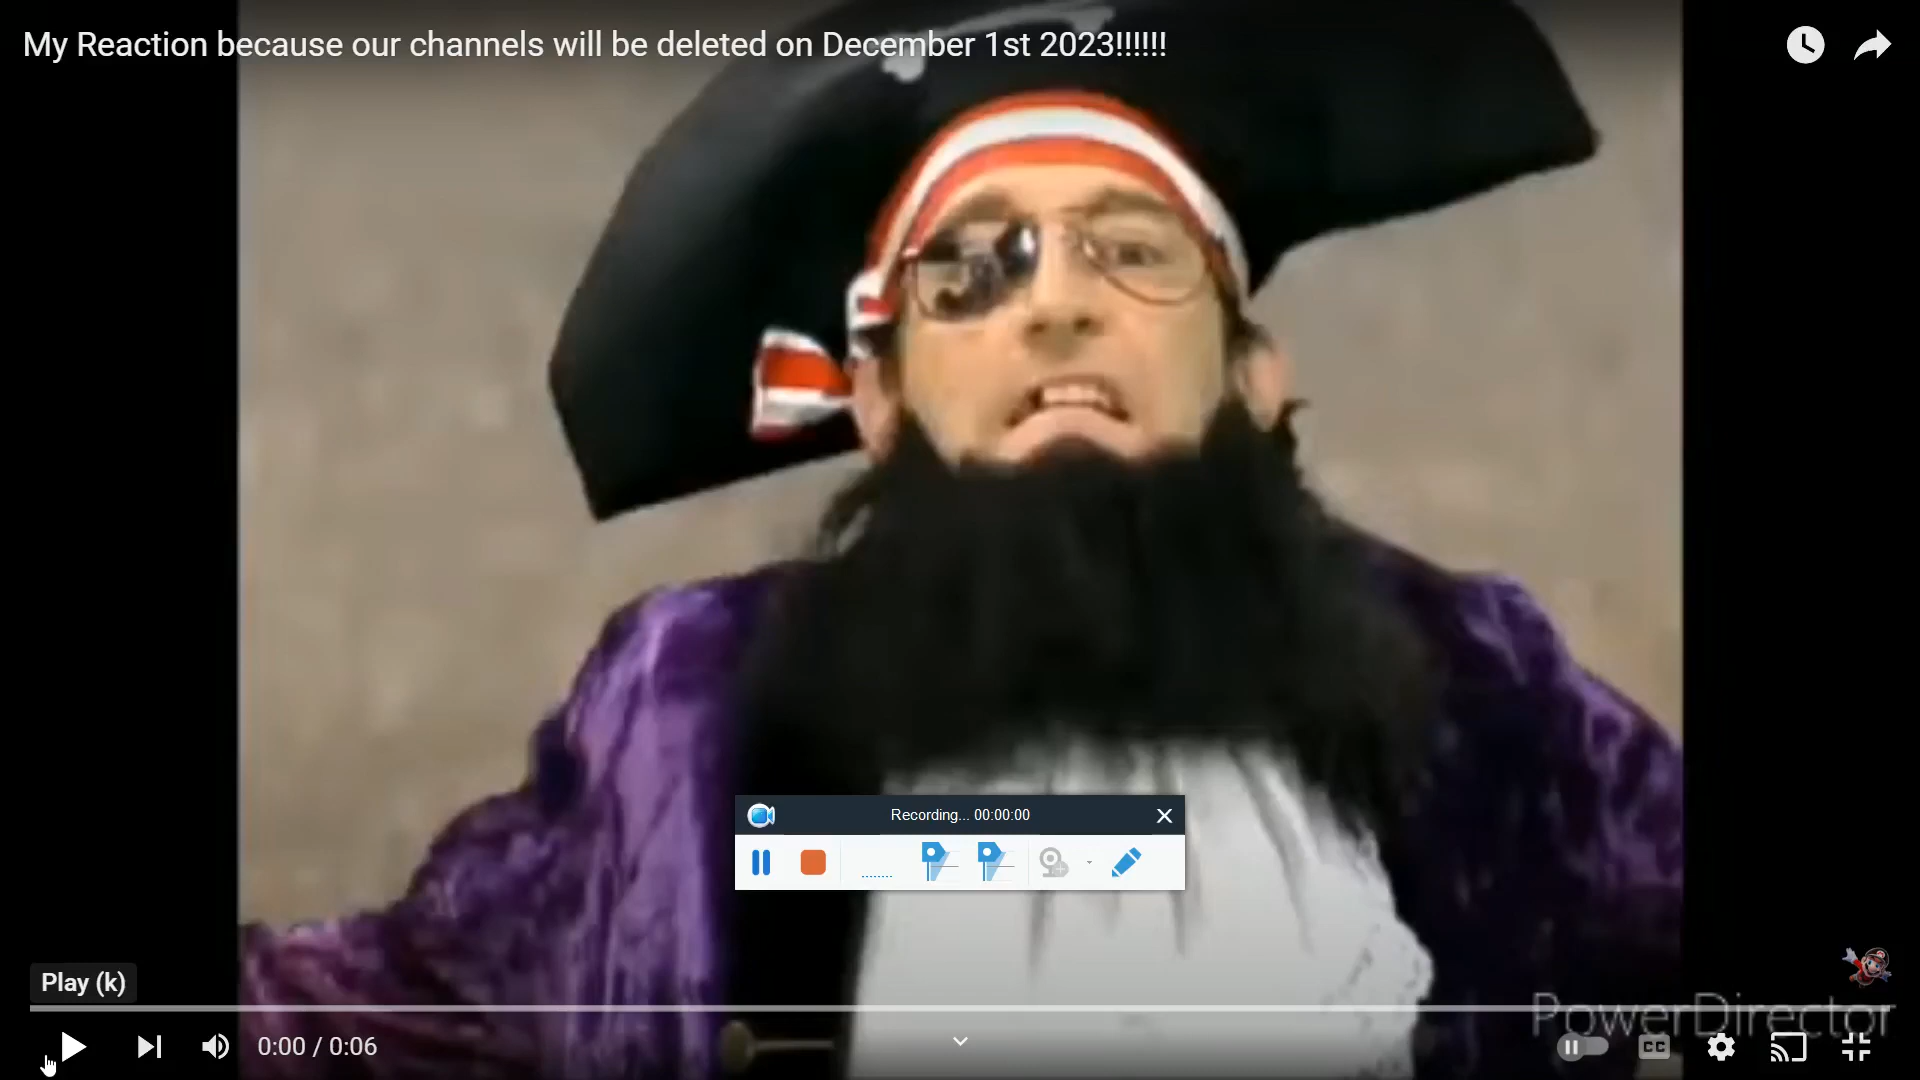 My Reaction because our channels will be deleted on December 1st 2023!!!!!!
Recording... 00:00:00
Play (k)
PowerDirector
0:00 / 0:06
CC